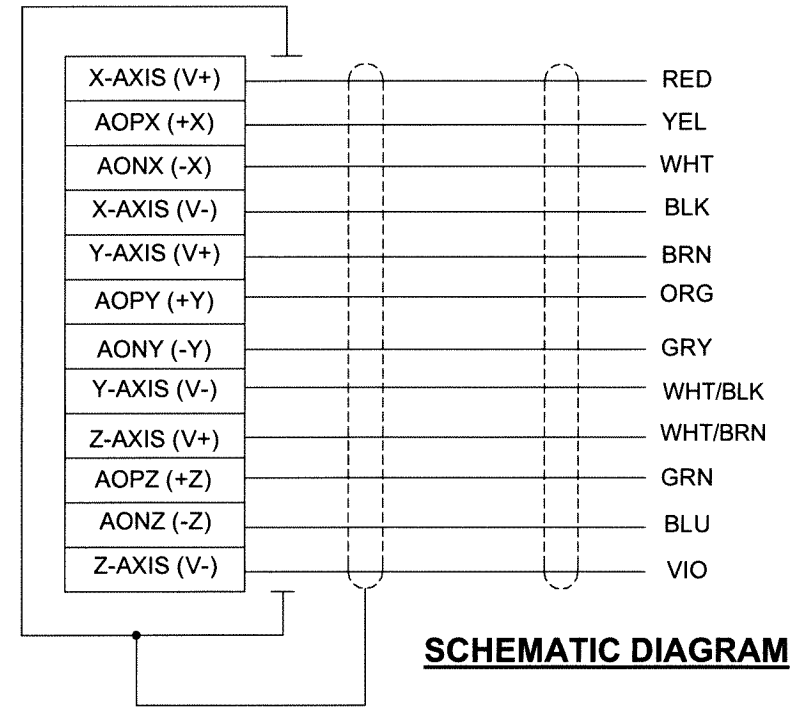 X-AXIS (V+) RED
AOPX (+X) YEL
AONX (-X) WHT
X-AXIS (V-) BLK
Y-AXIS (V+) BRN
AOPY (+Y) ORG
AONY (-Y) GRY
Y-AXIS (V-) WHT/BLK
Z-AXIS (V+) WHT/BRN
AOPZ (+Z) GRN
AONZ (-Z) BLU
Z-AXIS (V-) VIO
SCHEMATIC DIAGRAM